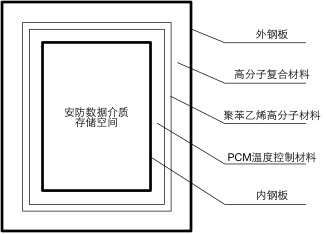 外钢板
高分子复合材料
安防数据介质
存储空间
聚苯乙烯高分子材料
PCM温度控制材料
内钢板